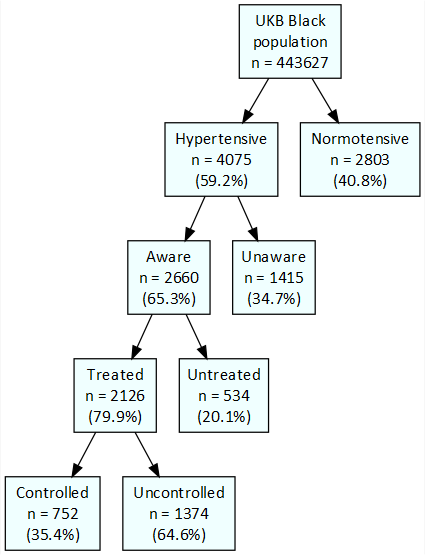 UKB Black
population
n = 443627
Hypertensive
n = 4075
(59.2%)
Normotensive
n = 2803
(40.8%)
Aware
n = 2660
(65.3%)
Unaware
n = 1415
(34.7%)
Treated
n = 2126
(79.9%)
Untreated
n = 534
(20.1%)
Controlled
n = 752
(35.4%)
Uncontrolled
n = 1374
(64.6%)